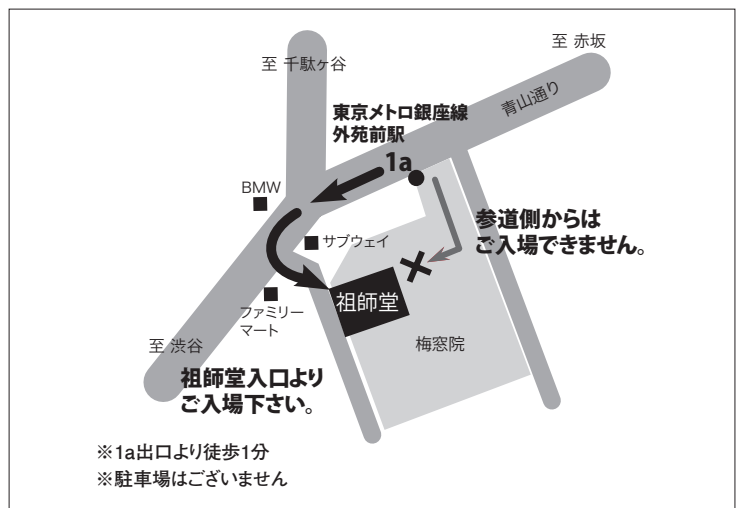 至 赤坂
至 千駄ヶ谷
青山通り
東京メトロ銀座線
外苑前駅
1a
BMW
参道側からは
ご入場できません。
サブウェイ
祖師堂
ファミリー
マート
梅窓院
至 渋谷
祖師堂入口より
ご入場下さい。
※1a出口より徒歩1分
※駐車場はございません